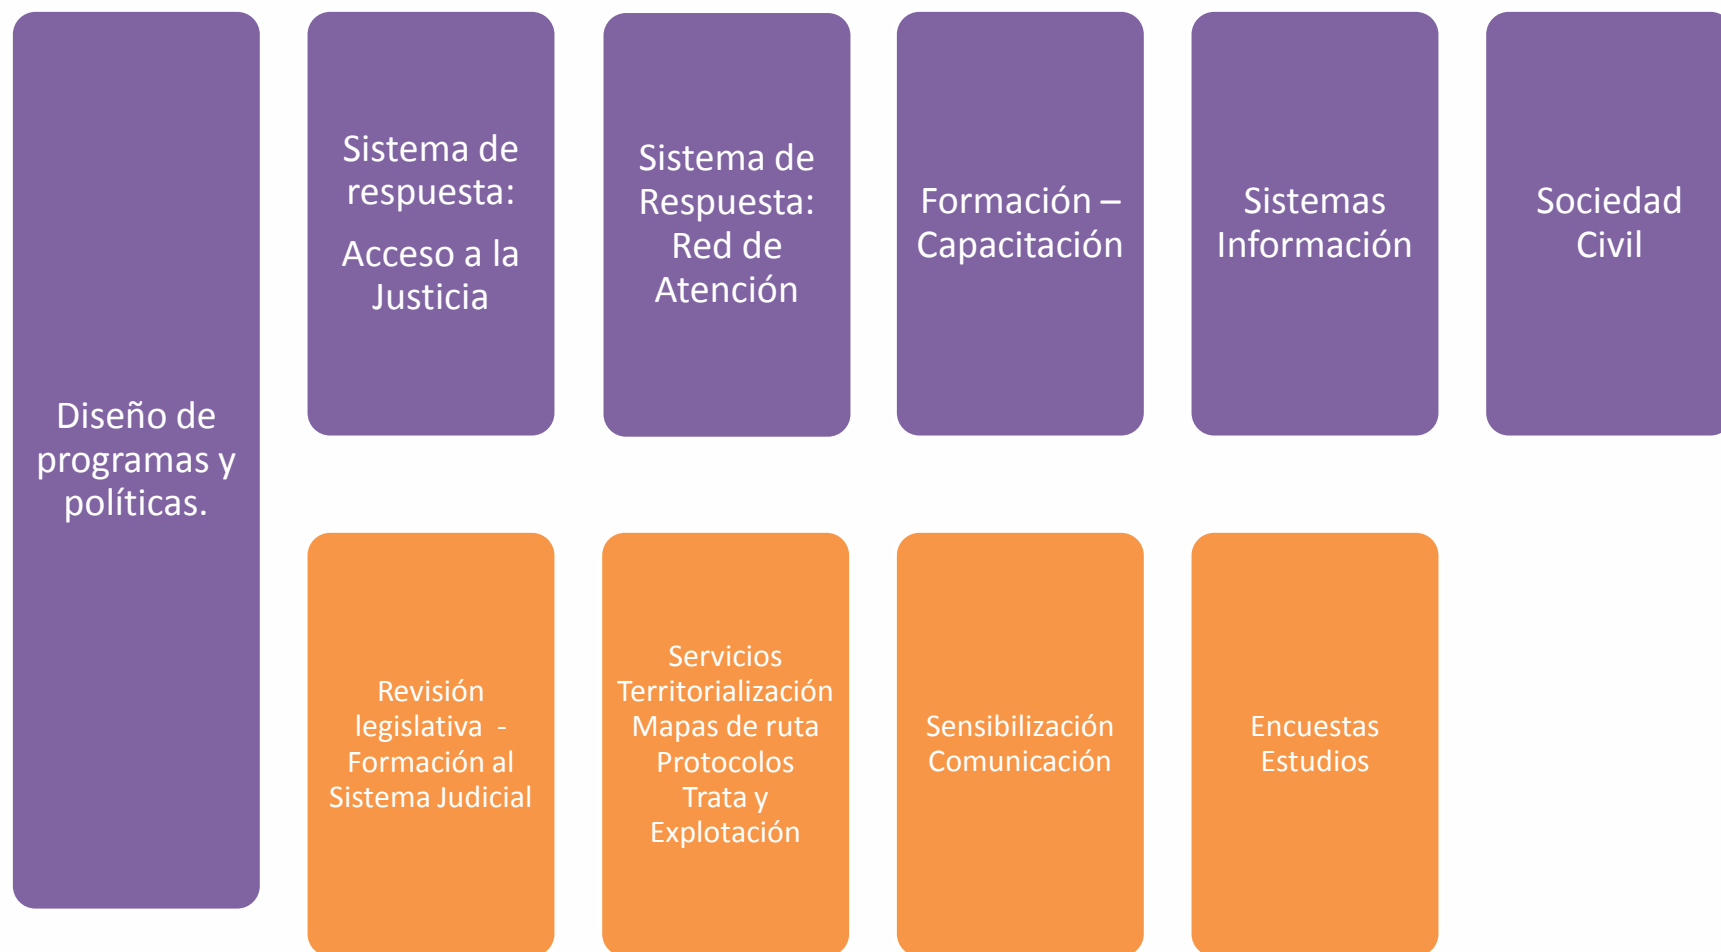 Diseño de
programas y
políticas.
Sistema de
respuesta:
Acceso a la
Justicia
Sistema de
Respuesta:
Red de
Atención
Formación –
Capacitación
Sistemas
Información
Sociedad
Civil
Revisión
legislativa  -
Formación al
Sistema Judicial
Servicios
Territorialización
Mapas de ruta
Protocolos
Trata y
Explotación
Sensibilización
Comunicación
Encuestas
Estudios